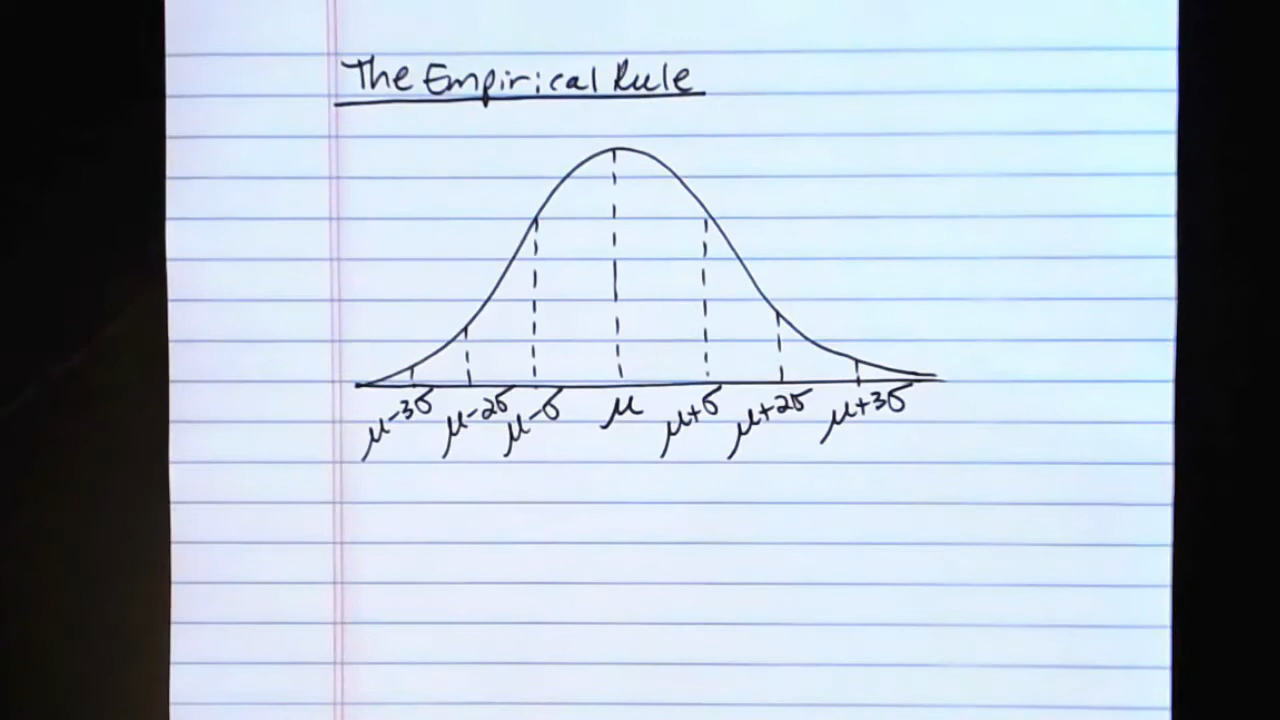 The Empirical Rule
μ-3σ μ-2σ μ-σ μ μ+σ μ+2σ μ+3σ